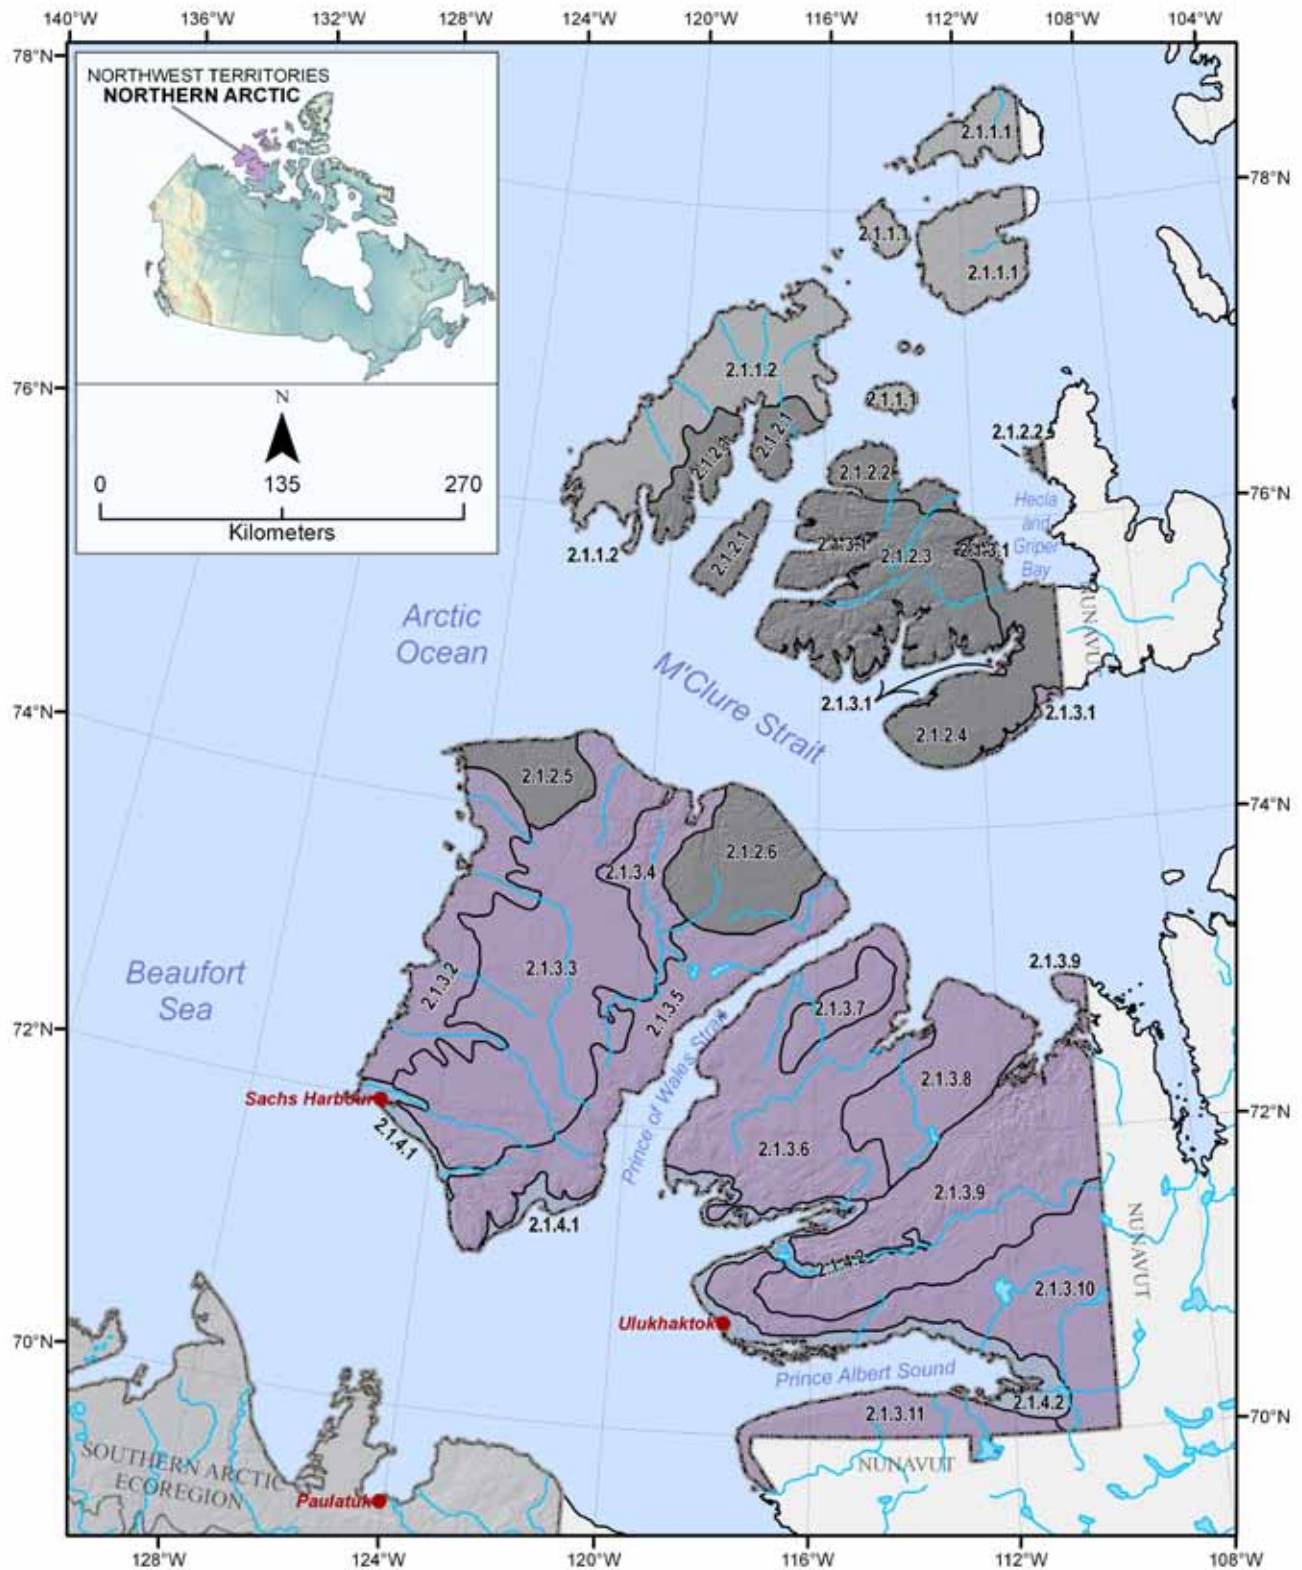 140°W 136°W 132°W 128°W 124°W 120°W 116°W 112°W 108°W 104°W
78°N
NORTHWEST TERRITORIES
NORTHERN ARCTIC
2.1.1.1
78°N
2.1.1.1
2.1.1.1
2.1.1.2
76°N
N
2.1.1.1
2.1.2.1
2.1.2.1
2.1.2.2
2.1.2.2
0 135 270
Kilometers
76°N
Hecla
and
Griper
Bay
2.1.1.2
2.1.2.1
2.1.3.1
2.1.2.3
2.1.3.1
Arctic
Ocean
NUNAVUT
M'Clure Strait
2.1.3.1
2.1.3.1
74°N
2.1.2.4
2.1.2.5
74°N
2.1.2.6
2.1.3.4
Beaufort
Sea
2.1.3.2
2.1.3.3
2.1.3.5
2.1.3.9
2.1.3.7
72°N
Prince of Wales Strait
2.1.3.8
Sachs Harbour
72°N
2.1.4.1
2.1.3.6
2.1.3.9
2.1.4.1
NUNAVUT
2.1.4.2
2.1.3.10
Ulukhaktok
70°N
Prince Albert Sound
2.1.4.2
2.1.3.11
70°N
SOUTHERN ARCTIC
ECOREGION
NUNAVUT
Paulatuk
128°W 124°W 120°W 116°W 112°W 108°W